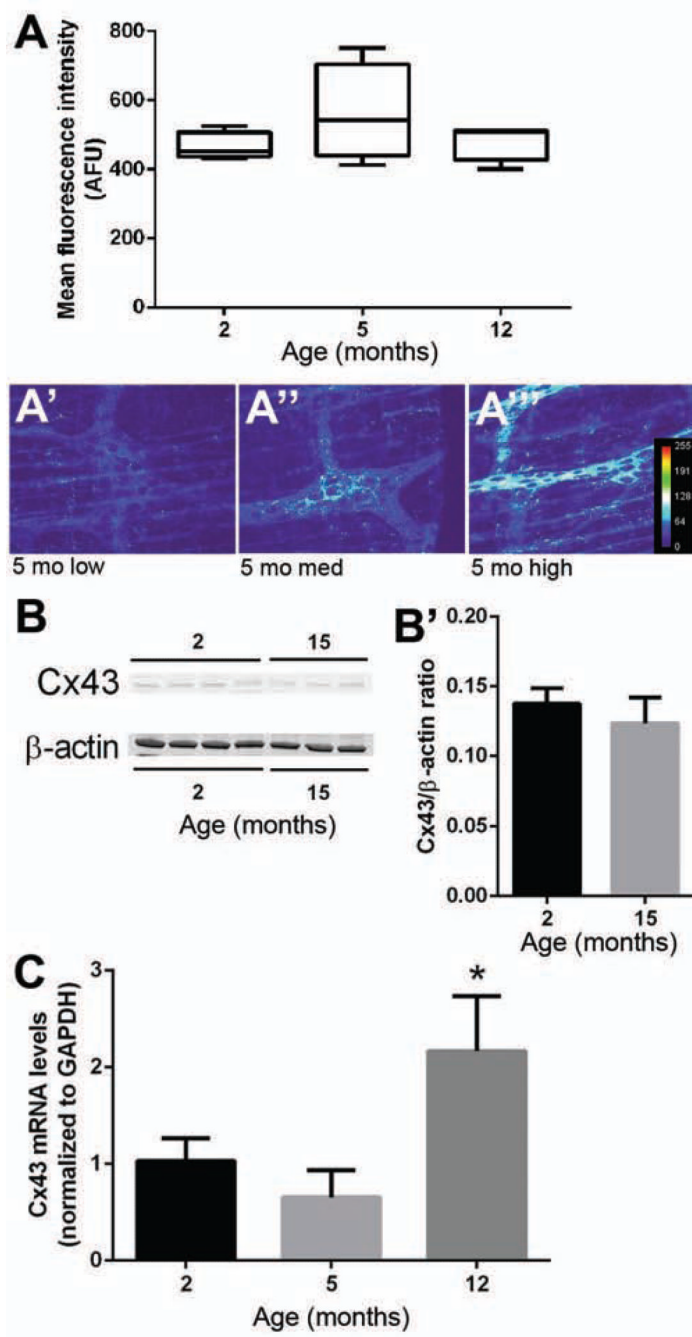 A
Mean fluorescence intensity
(AFU)
800
600
400
200
0
2 5 12
Age (months)
A' A'' A'''
255
191
128
64
0
5 mo low 5 mo med 5 mo high
B
2 15
Cx43
β-actin
2 15
Age (months)
B'
Cx43/β-actin ratio
0.20
0.15
0.10
0.05
0.00
2 15
Age (months)
C
Cx43 mRNA levels
(normalized to GAPDH)
3
2
1
0
*
2 5 12
Age (months)